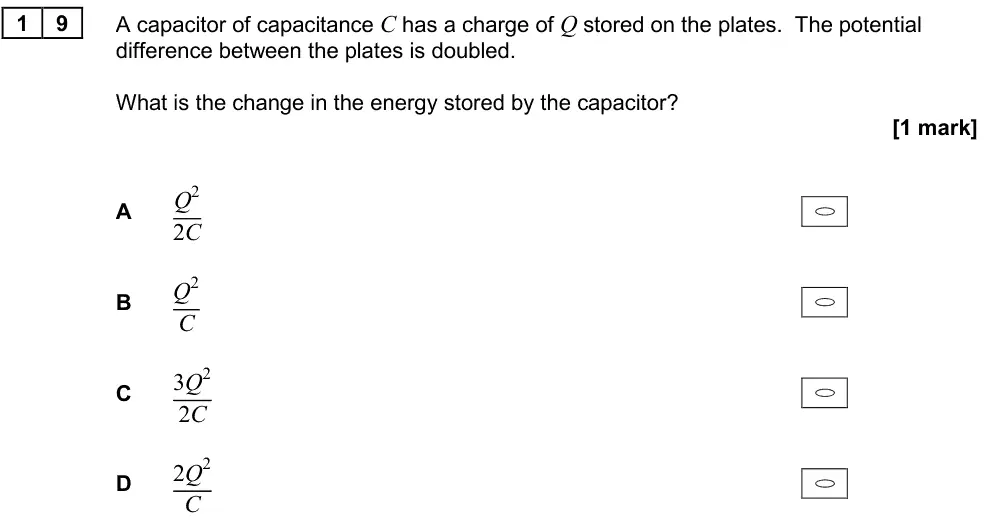 1 9 A capacitor of capacitance C has a charge of Q stored on the plates. The potential
difference between the plates is doubled.
What is the change in the energy stored by the capacitor?
[1 mark]
A Q²/2C
B Q²/C
C 3Q²/2C
D 2Q²/C